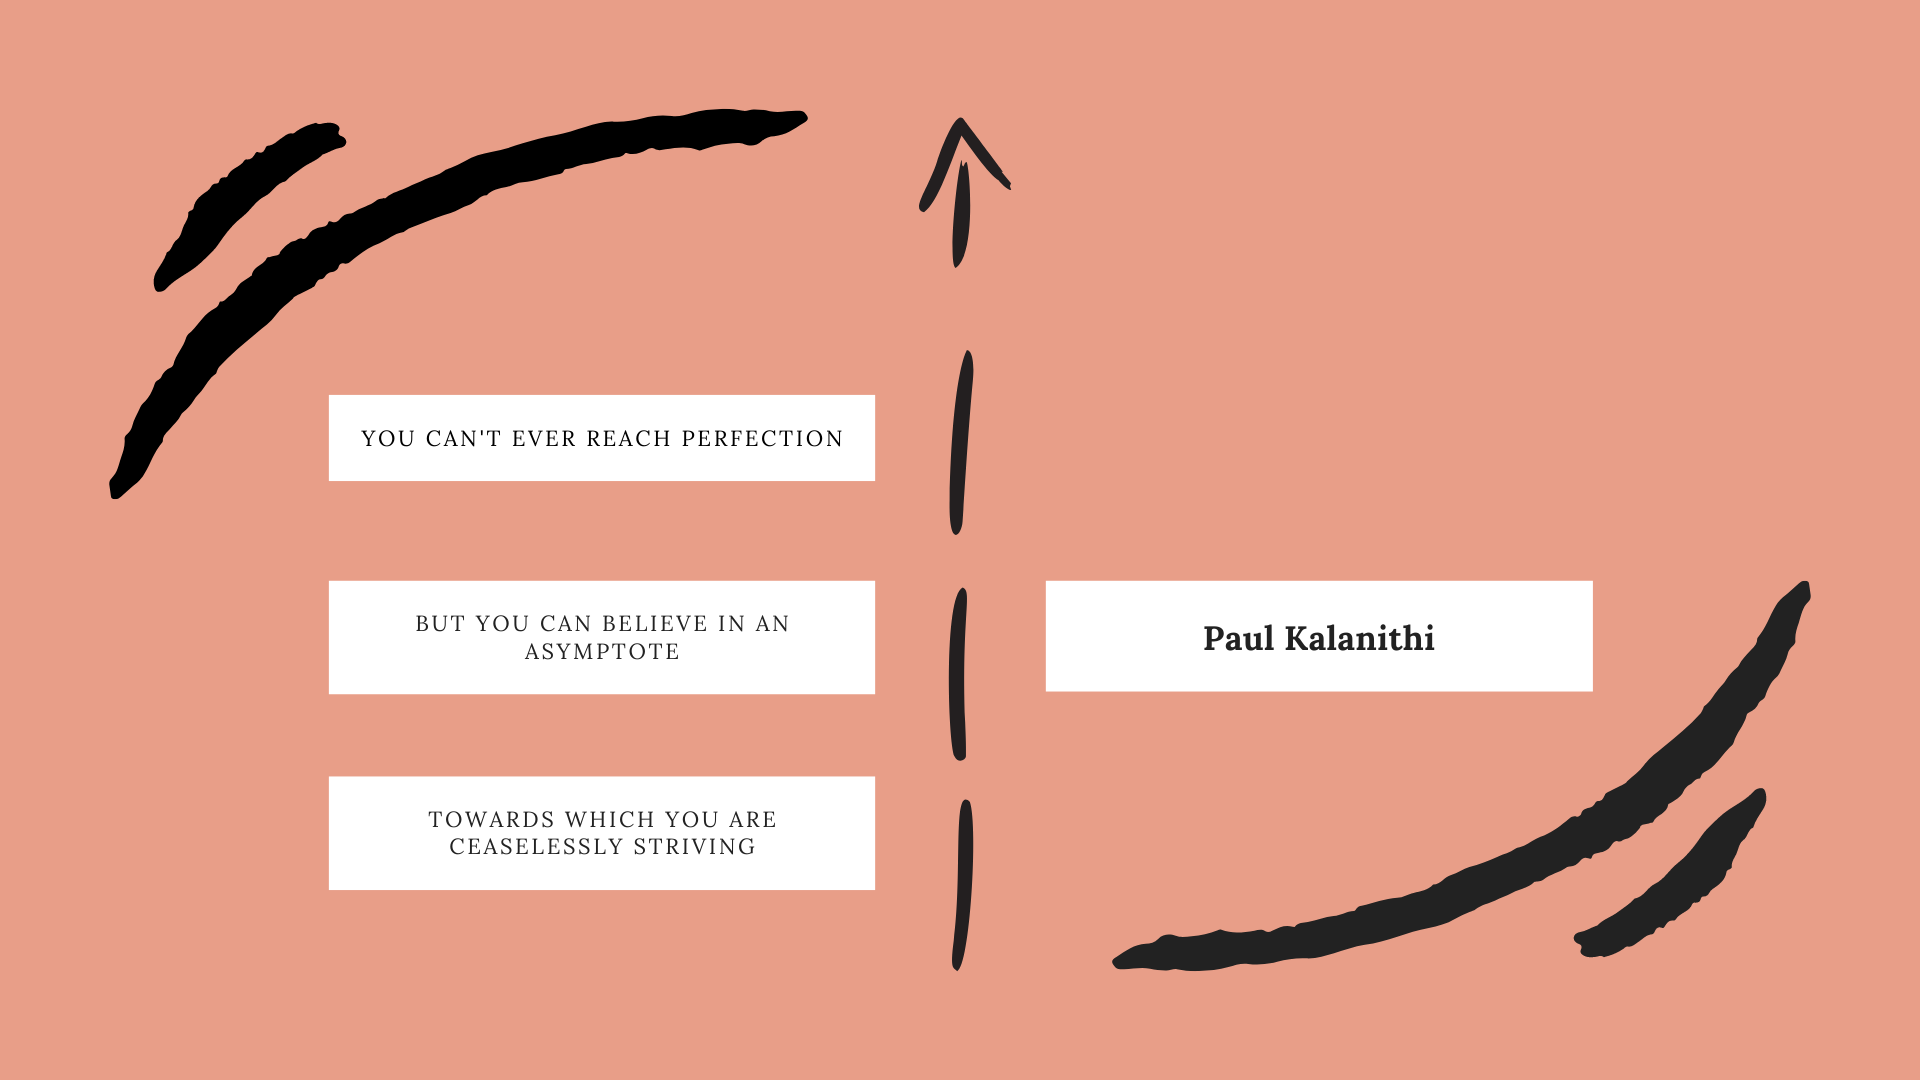 YOU CAN'T EVER REACH PERFECTION
BUT YOU CAN BELIEVE IN AN
ASYMPTOTE
TOWARDS WHICH YOU ARE
CEASELESSLY STRIVING
Paul Kalanithi